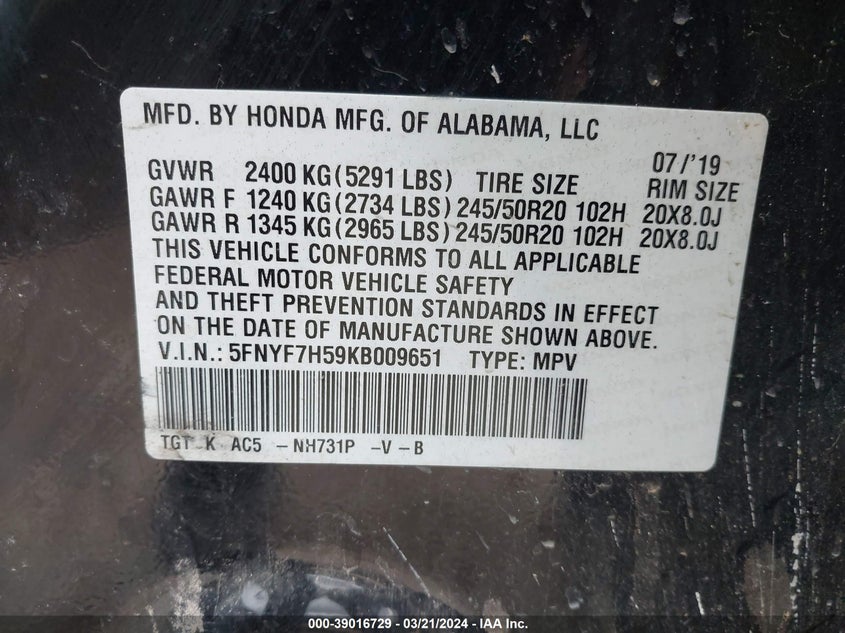 MFD. BY HONDA MFG. OF ALABAMA, LLC
07/'19
GVWR 2400 KG(5291 LBS) TIRE SIZE RIM SIZE
GAWR F 1240 KG(2734 LBS) 245/50R20 102H 20X8.0J
GAWR R 1345 KG(2965 LBS) 245/50R20 102H 20X8.0J
THIS VEHICLE CONFORMS TO ALL APPLICABLE
FEDERAL MOTOR VEHICLE SAFETY
AND THEFT PREVENTION STANDARDS IN EFFECT
ON THE DATE OF MANUFACTURE SHOWN ABOVE.
V.I.N.: 5FNYF7H59KB009651 TYPE: MPV
TGT K AC5 -NH731P -V-B
000-39016729 - 03/21/2024 - IAA Inc.